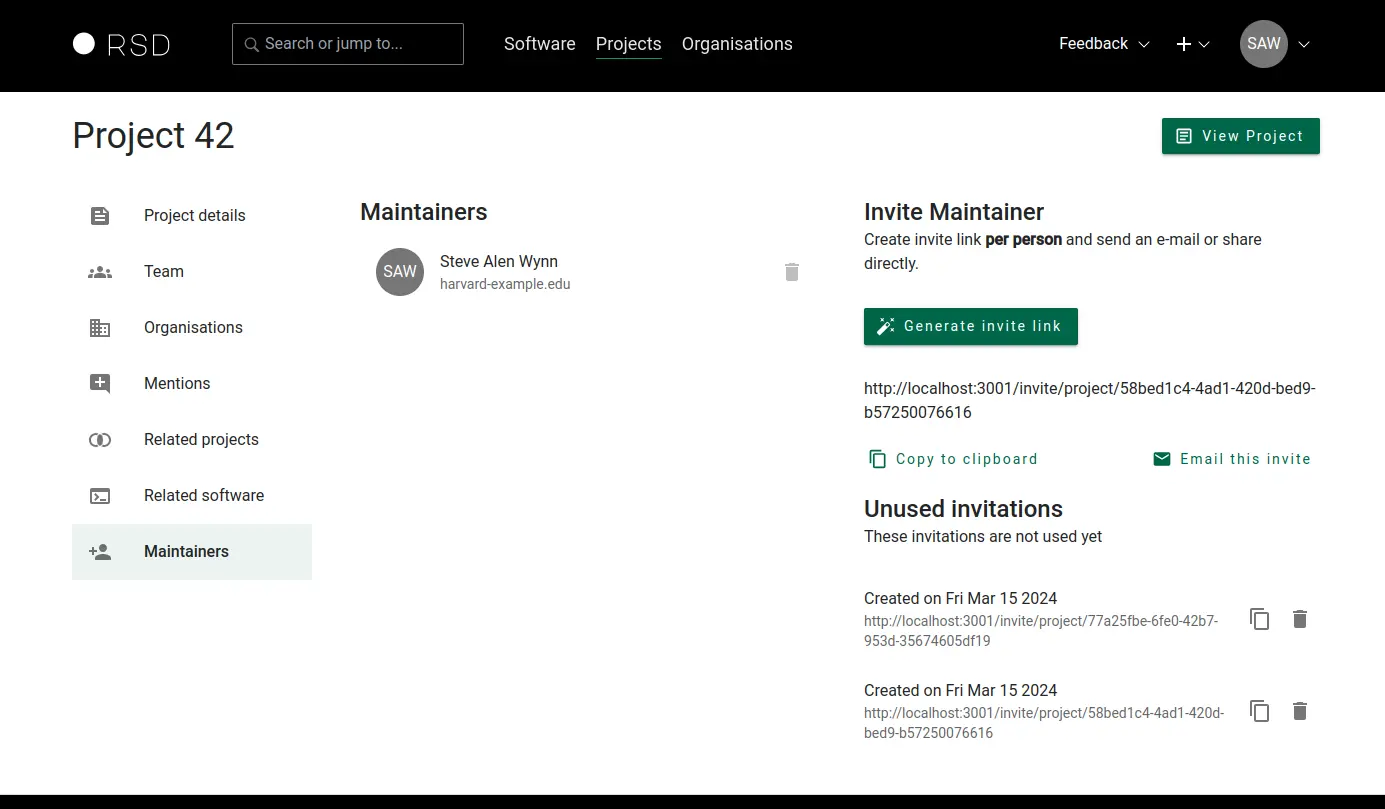 RSD
Search or jump to...
Software
Projects
Organisations
Feedback
SAW
Project 42
View Project
Project details
Team
Organisations
Mentions
Related projects
Related software
Maintainers
Maintainers
SAW
Steve Alen Wynn
harvard-example.edu
Invite Maintainer
Create invite link per person and send an e-mail or share
directly.
Generate invite link
http://localhost:3001/invite/project/58bed1c4-4ad1-420d-bed9-
b57250076616
Copy to clipboard
Email this invite
Unused invitations
These invitations are not used yet
Created on Fri Mar 15 2024
http://localhost:3001/invite/project/77a25fbe-6fe0-42b7-
953d-35674605df19
Created on Fri Mar 15 2024
http://localhost:3001/invite/project/58bed1c4-4ad1-420d-
bed9-b57250076616